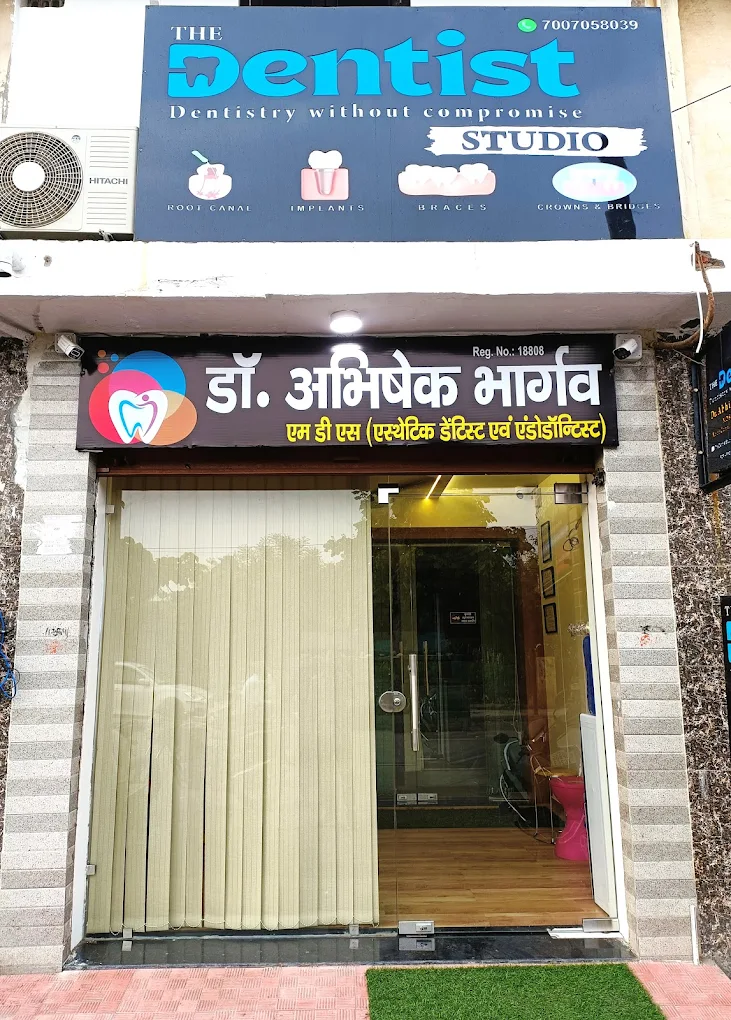 THE
7007058039
Dentist
Dentistry without compromise
STUDIO
ROOT CANAL
IMPLANTS
BRACES
CROWNS & BRIDGES
HITACHI
Reg. No.: 18808
डॉ. अभिषेक भार्गव
एम डी एस (एस्थेटिक डेंटिस्ट एवं एंडोडॉन्टिस्ट)